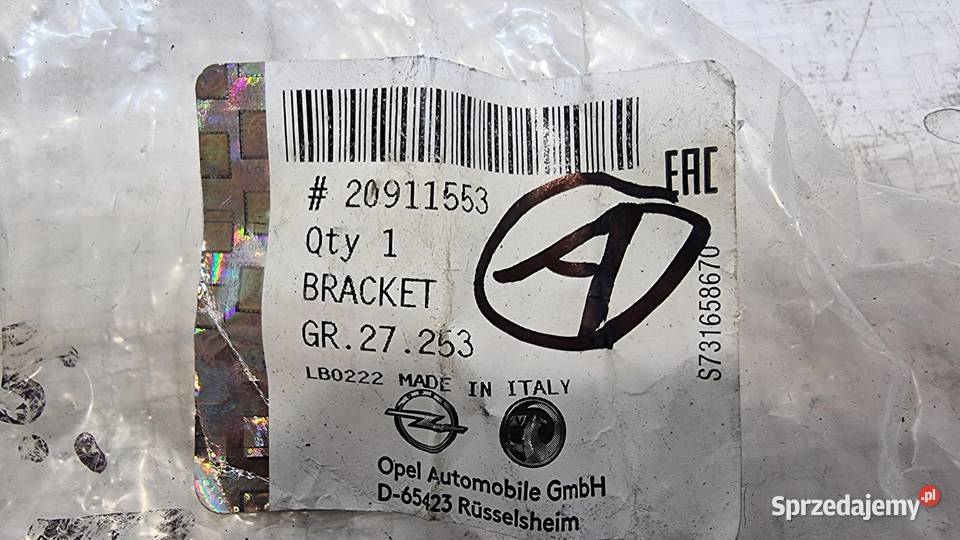 EAC
# 20911553
Qty 1
BRACKET
GR.27.253
LB0222 MADE IN ITALY
Opel Automobile GmbH
D-65423 Rüsselsheim
S731658670
A
Sprzedajemy.pl